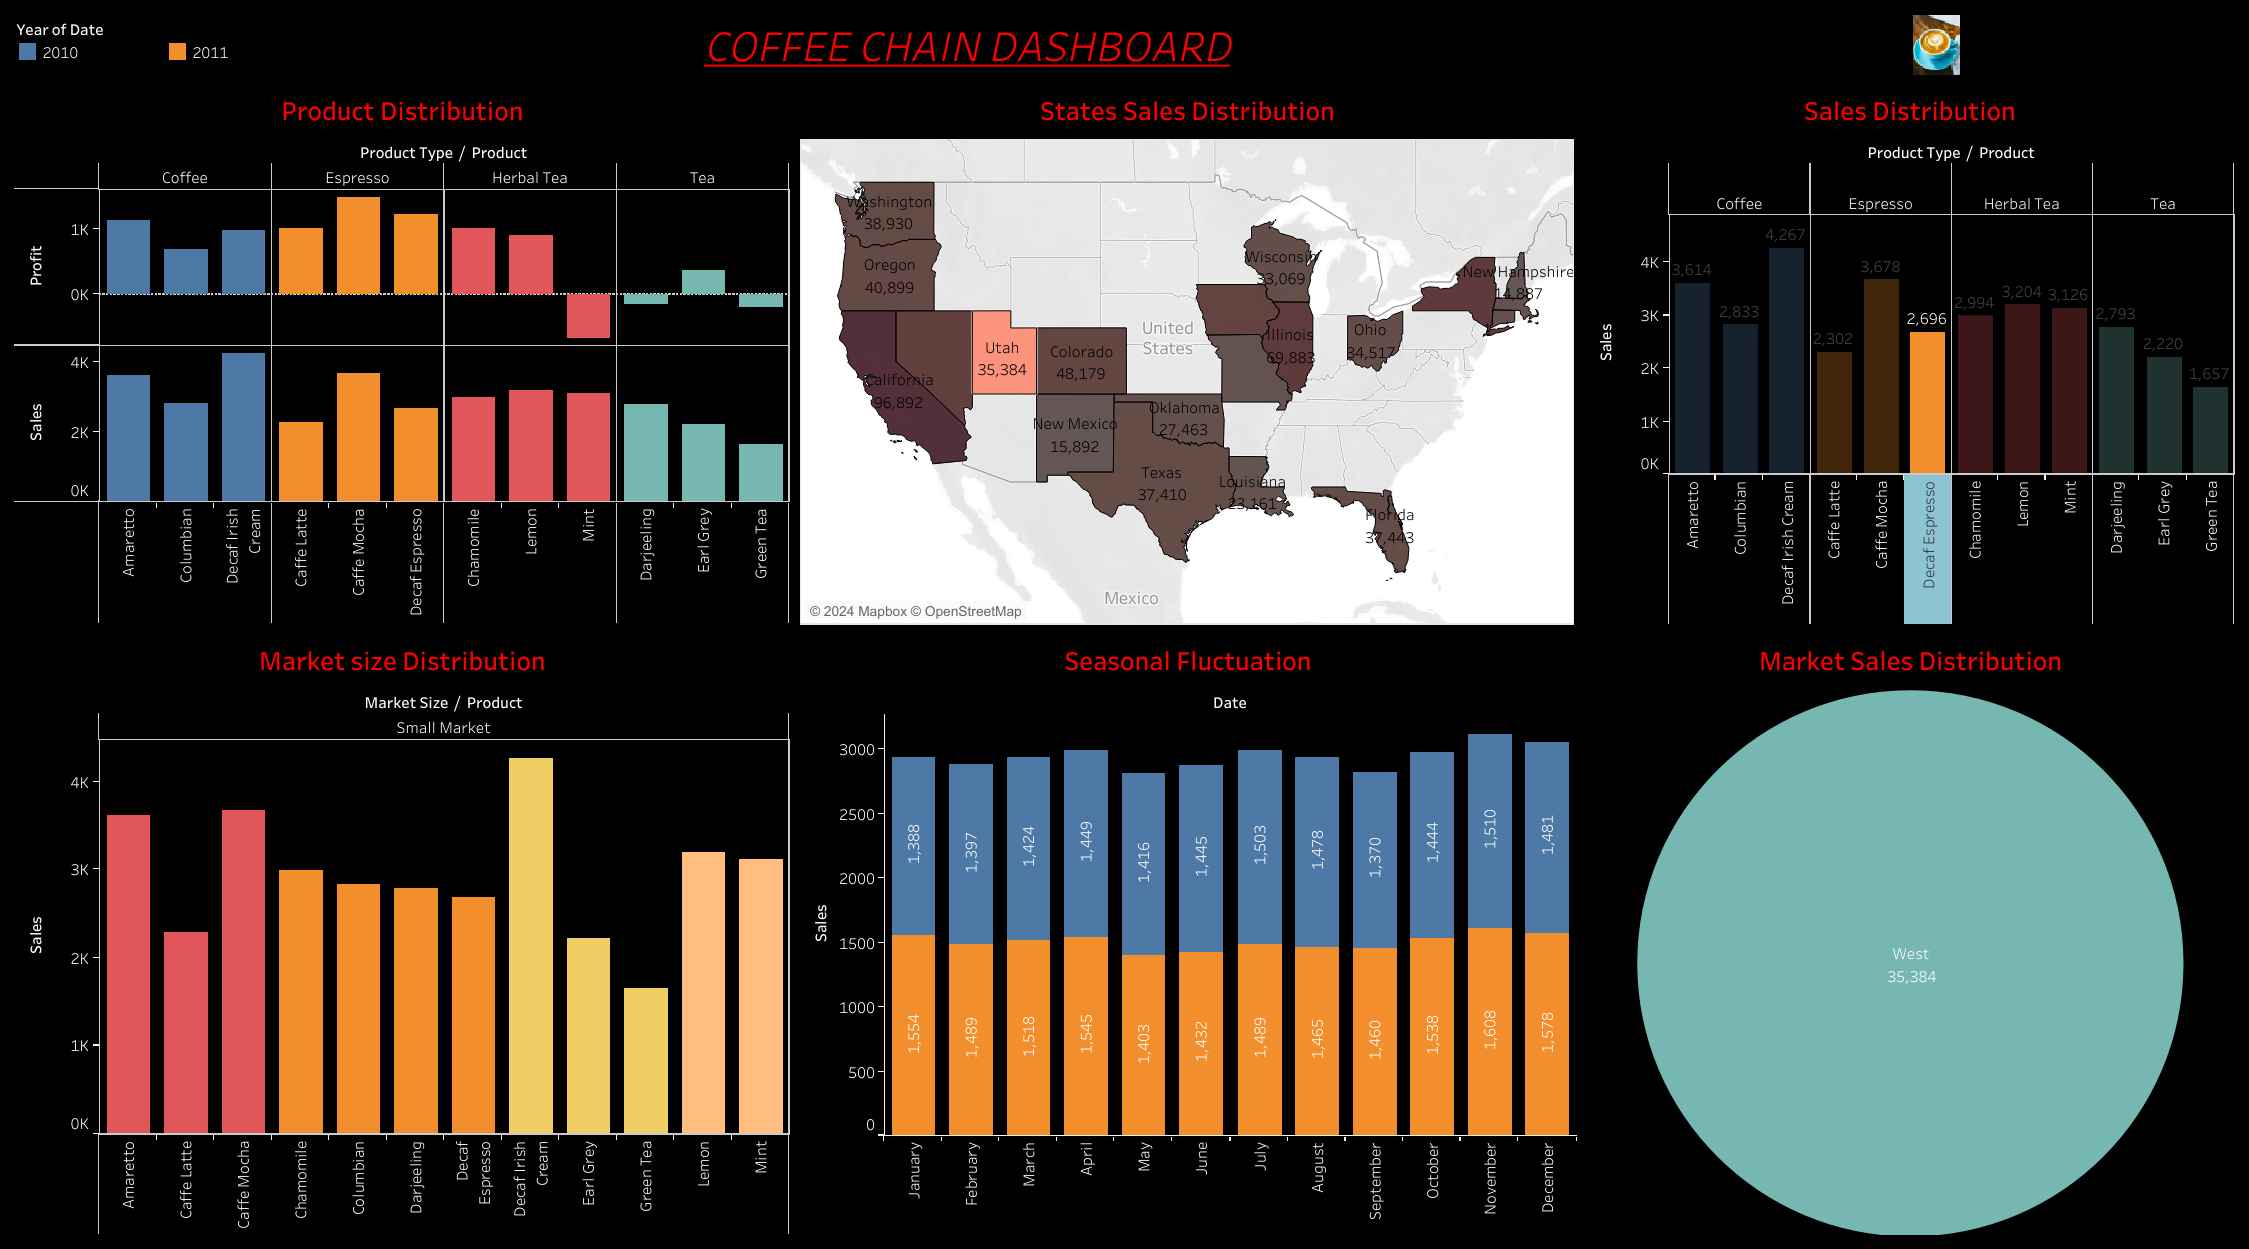 Year of Date
2010
2011
COFFEE CHAIN DASHBOARD
Product Distribution
Product Type / Product
Coffee
Espresso
Herbal Tea
Tea
Profit
1K
0K
Sales
4K
2K
0K
Amaretto
Columbian
Decaf Irish
Cream
Caffe Latte
Caffe Mocha
Decaf Espresso
Chamomile
Lemon
Mint
Darjeeling
Earl Grey
Green Tea
States Sales Distribution
Washington
38,930
Oregon
40,899
California
96,892
Utah
35,384
Colorado
48,179
New Mexico
15,892
United
States
Oklahoma
27,463
Texas
37,410
Louisiana
23,161
Wisconsin
33,069
Illinois
69,883
Ohio
34,517
New Hampshire
14,887
Florida
37,443
Mexico
© 2024 Mapbox © OpenStreetMap
Sales Distribution
Product Type / Product
Coffee
Espresso
Herbal Tea
Tea
Sales
4K
3K
2K
1K
0K
3,614
2,833
4,267
2,302
3,678
2,696
2,994
3,204
3,126
2,793
2,220
1,657
Amaretto
Columbian
Decaf Irish Cream
Caffe Latte
Caffe Mocha
Decaf Espresso
Chamomile
Lemon
Mint
Darjeeling
Earl Grey
Green Tea
Market size Distribution
Market Size / Product
Small Market
Sales
4K
3K
2K
1K
0K
Amaretto
Caffe Latte
Caffe Mocha
Chamomile
Columbian
Darjeeling
Decaf
Espresso
Decaf Irish
Cream
Earl Grey
Green Tea
Lemon
Mint
Seasonal Fluctuation
Date
Sales
3000
2500
2000
1500
1000
500
0
1,388
1,397
1,424
1,449
1,416
1,445
1,503
1,478
1,370
1,444
1,510
1,481
1,554
1,489
1,518
1,545
1,403
1,432
1,489
1,465
1,460
1,538
1,608
1,578
January
February
March
April
May
June
July
August
September
October
November
December
Market Sales Distribution
West
35,384